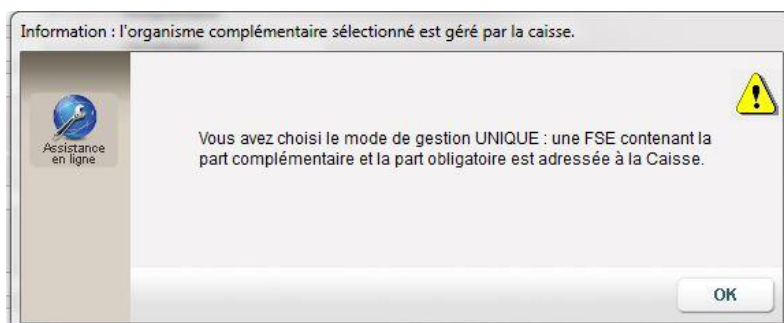 Information : l'organisme complémentaire sélectionné est géré par la caisse.
Assistance
en ligne
Vous avez choisi le mode de gestion UNIQUE : une FSE contenant la
part complémentaire et la part obligatoire est adressée à la Caisse.
OK